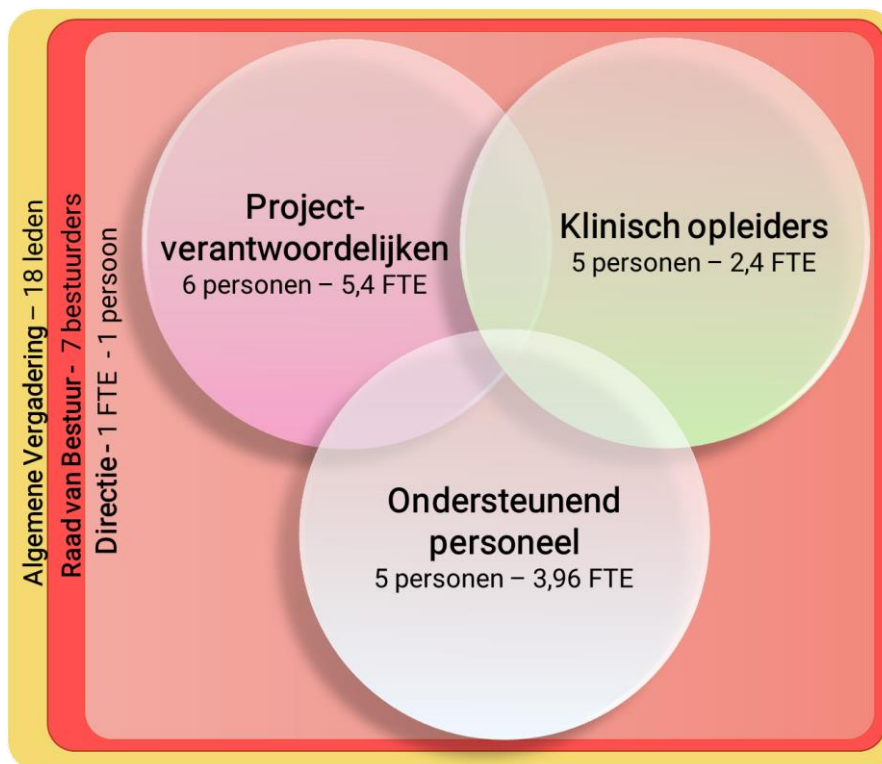 Algemene Vergadering – 18 leden
Raad van Bestuur - 7 bestuurders
Directie - 1 FTE - 1 persoon
Project-
verantwoordelijken
6 personen – 5,4 FTE
Klinisch opleiders
5 personen – 2,4 FTE
Ondersteunend
personeel
5 personen – 3,96 FTE